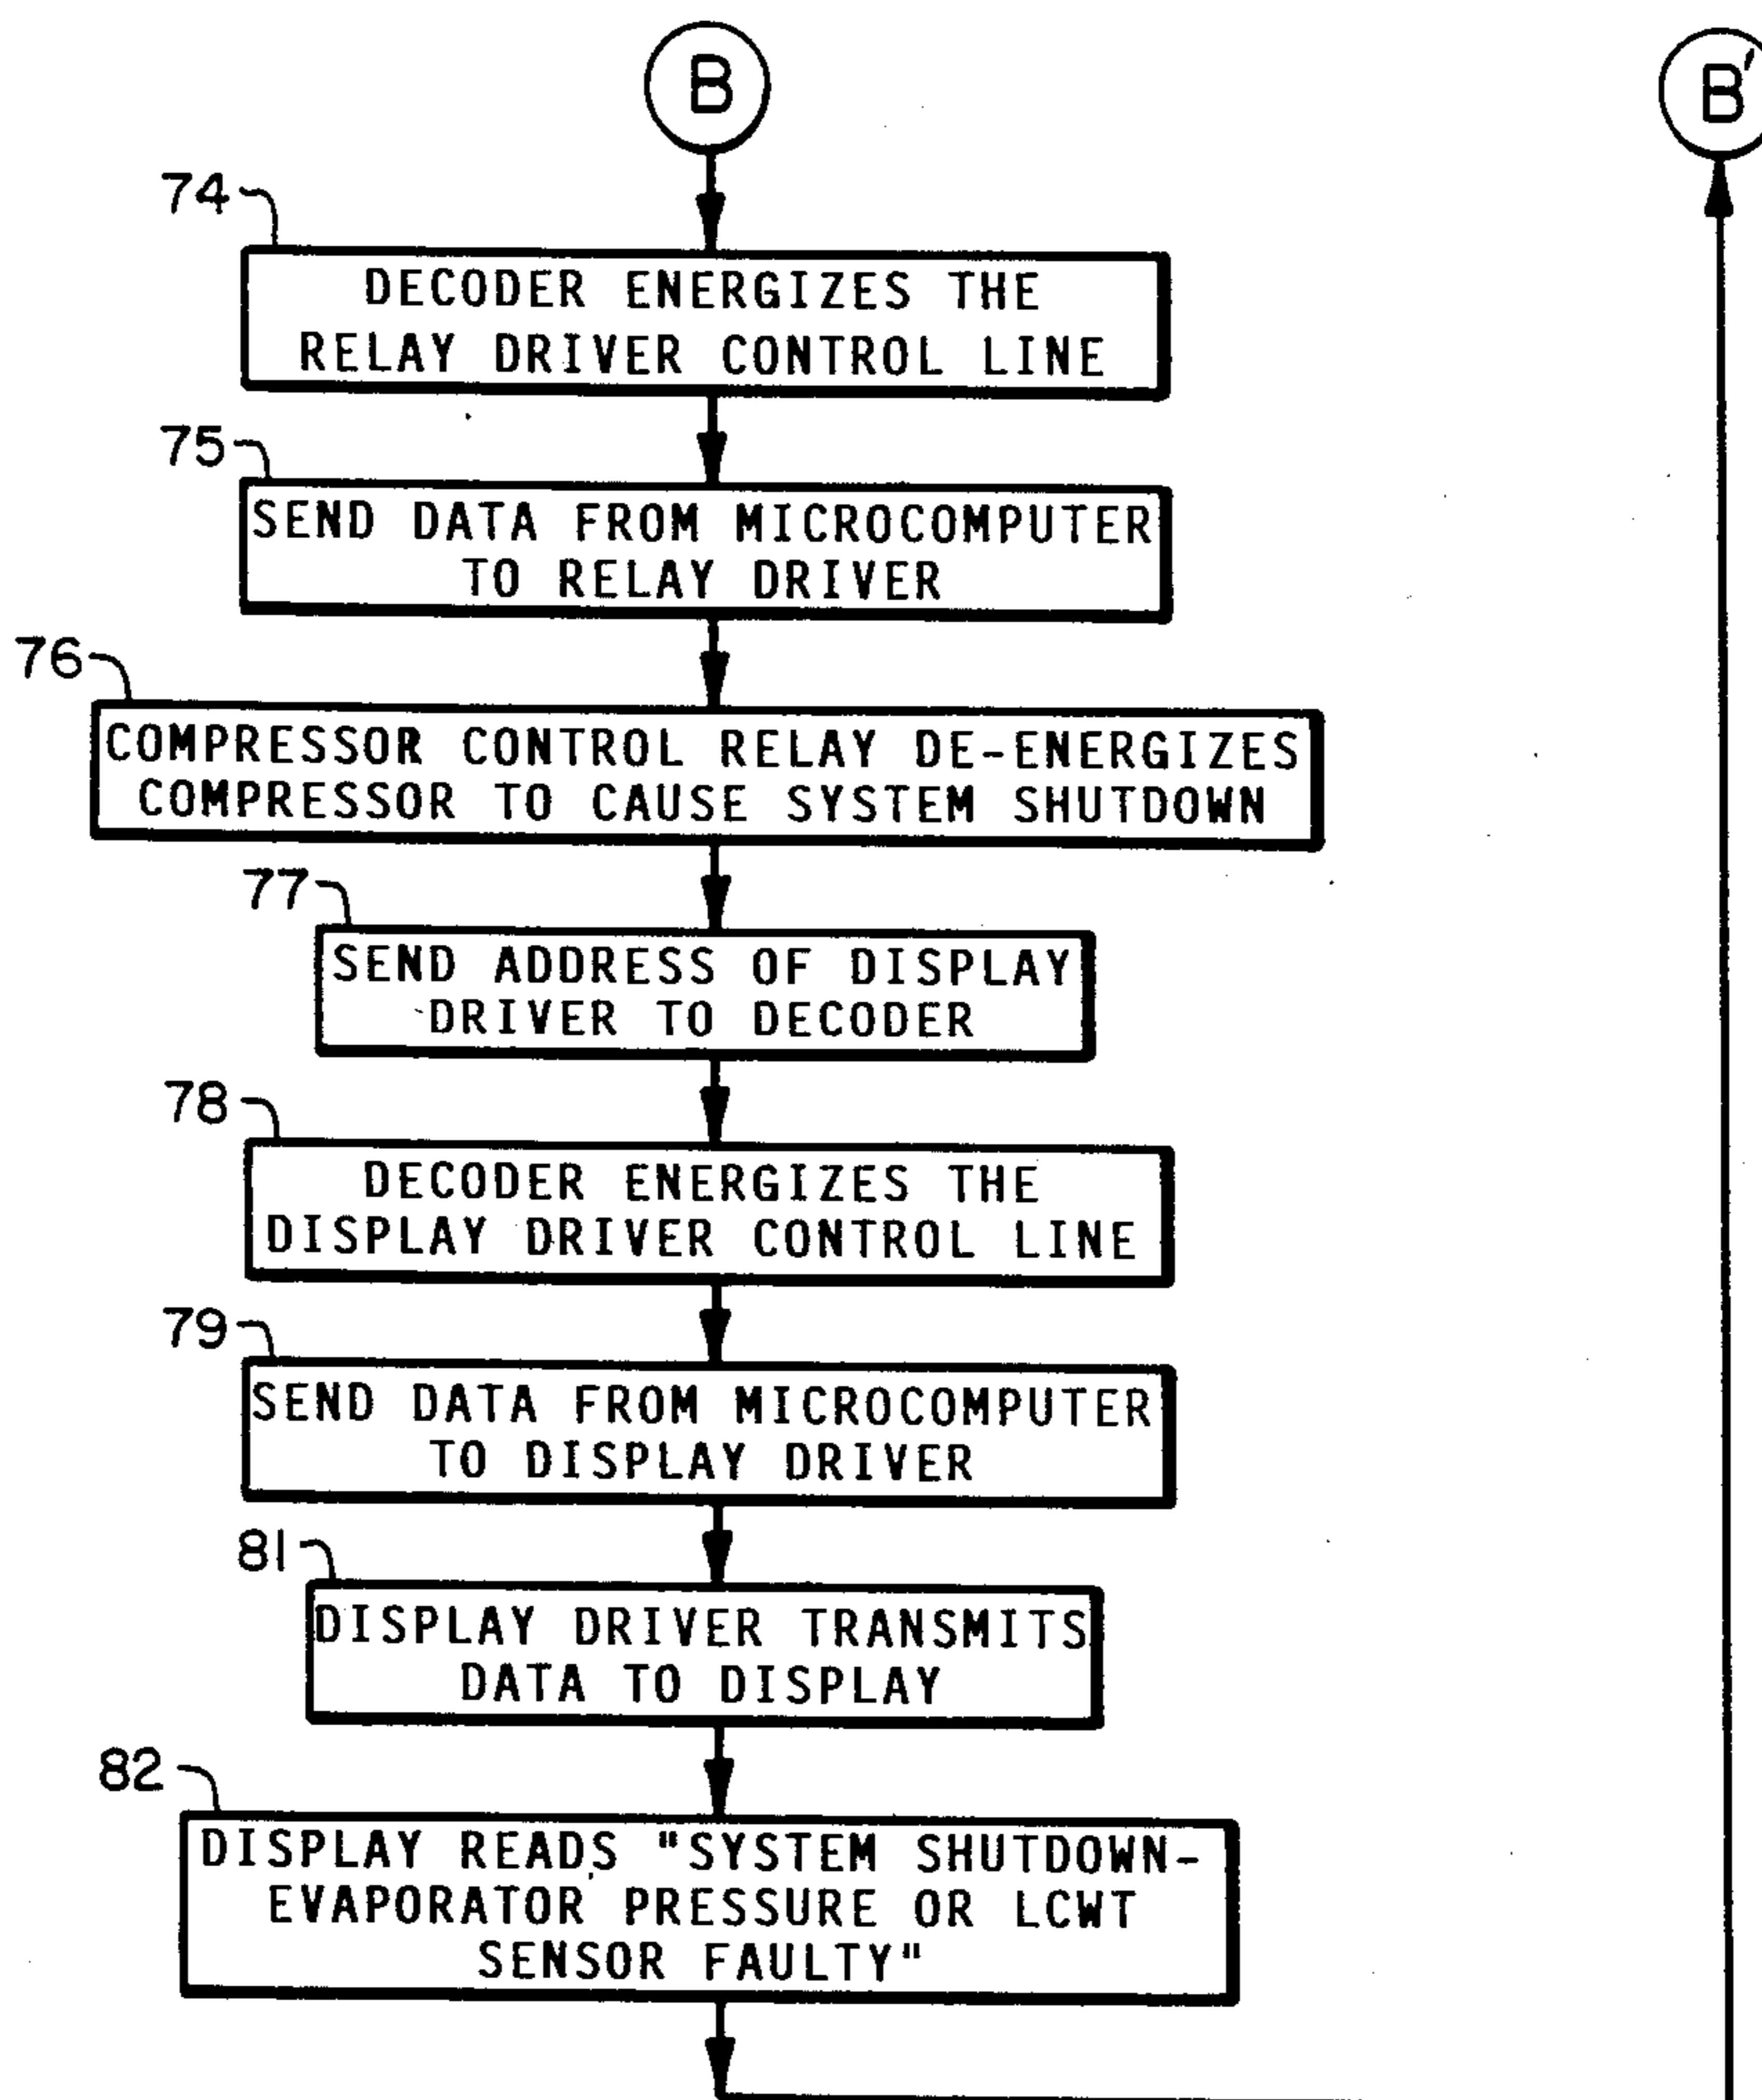 B
B'
74
DECODER ENERGIZES THE
RELAY DRIVER CONTROL LINE
75
SEND DATA FROM MICROCOMPUTER
TO RELAY DRIVER
76
COMPRESSOR CONTROL RELAY DE-ENERGIZES
COMPRESSOR TO CAUSE SYSTEM SHUTDOWN
77
SEND ADDRESS OF DISPLAY
DRIVER TO DECODER
78
DECODER ENERGIZES THE
DISPLAY DRIVER CONTROL LINE
79
SEND DATA FROM MICROCOMPUTER
TO DISPLAY DRIVER
81
DISPLAY DRIVER TRANSMITS
DATA TO DISPLAY
82
DISPLAY READS "SYSTEM SHUTDOWN-
EVAPORATOR PRESSURE OR LCWT
SENSOR FAULTY"